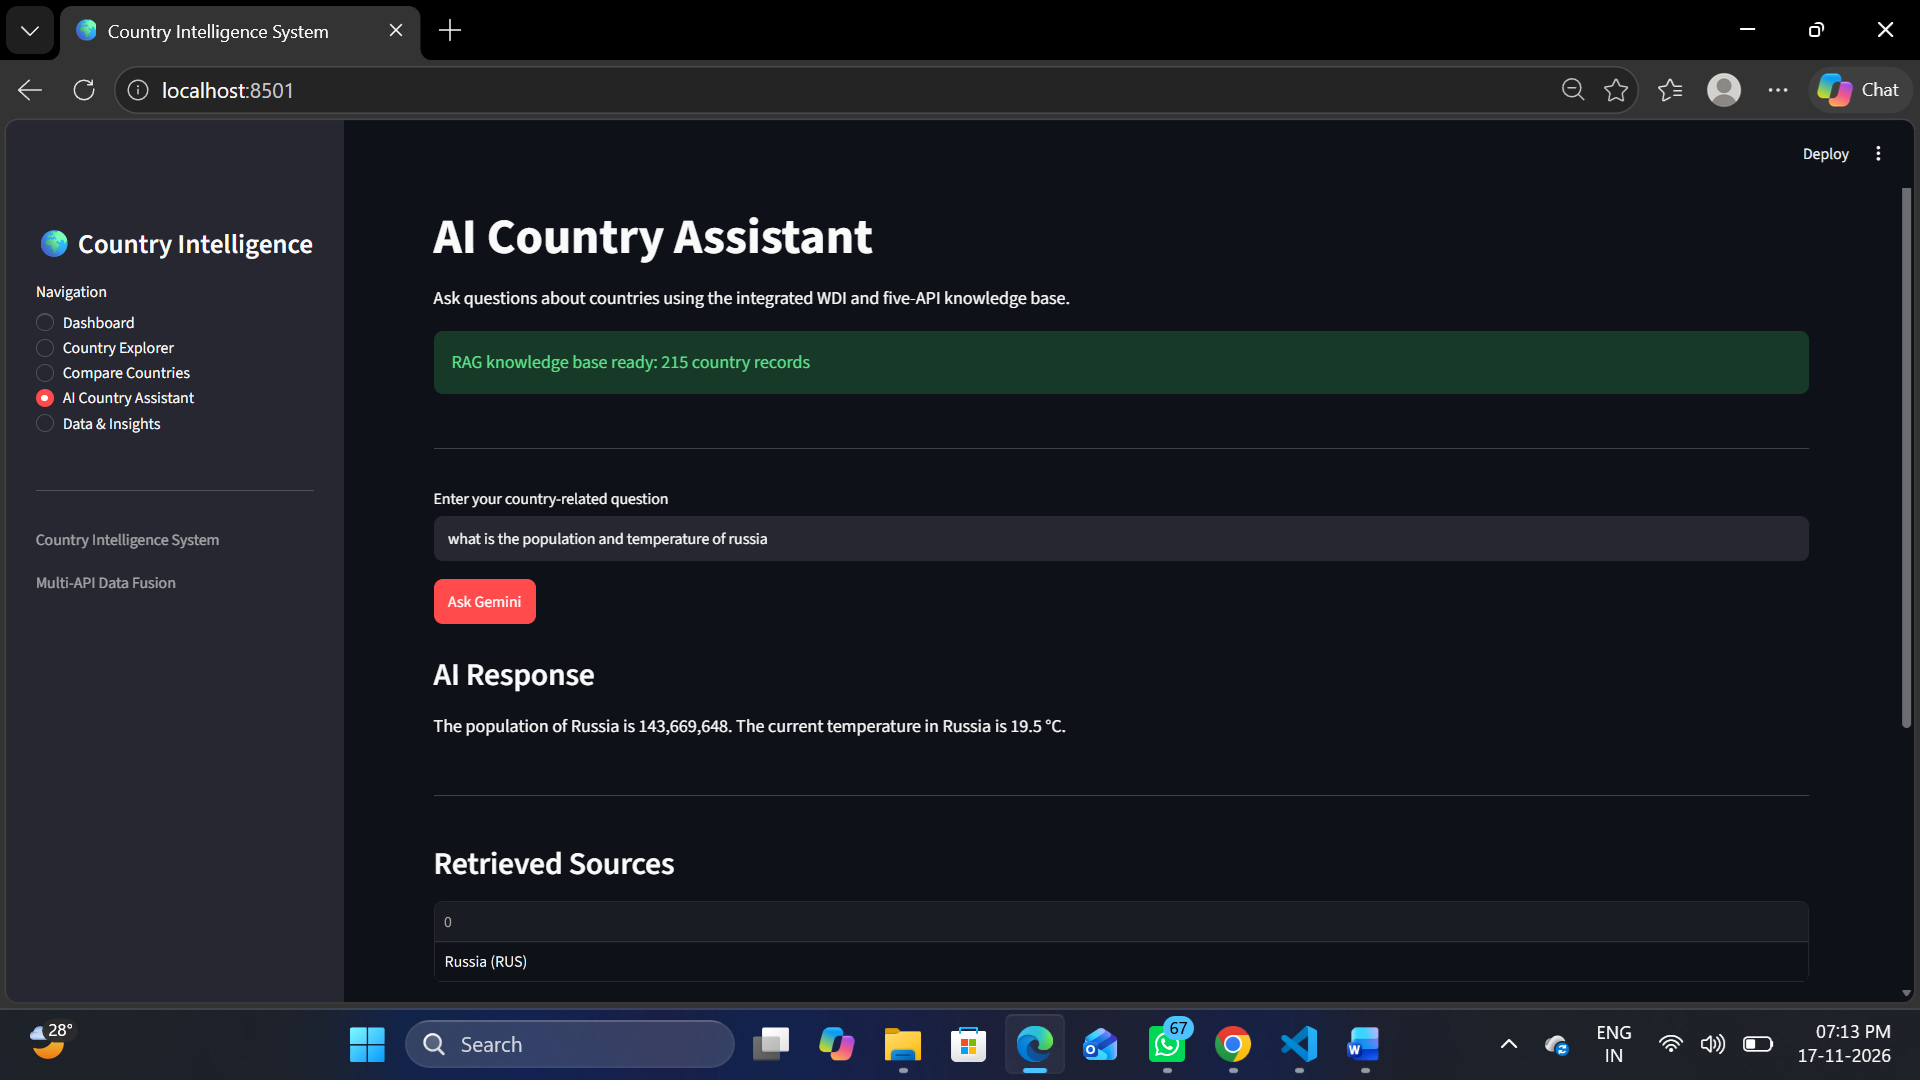 Country Intelligence System
localhost:8501
Chat
Deploy
Country Intelligence
Navigation
Dashboard
Country Explorer
Compare Countries
AI Country Assistant
Data & Insights
Country Intelligence System
Multi-API Data Fusion
AI Country Assistant
Ask questions about countries using the integrated WDI and five-API knowledge base.
RAG knowledge base ready: 215 country records
Enter your country-related question
what is the population and temperature of russia
Ask Gemini
AI Response
The population of Russia is 143,669,648. The current temperature in Russia is 19.5 °C.
Retrieved Sources
0
Russia (RUS)
28°
Search
67
ENG
IN
07:13 PM
17-11-2026